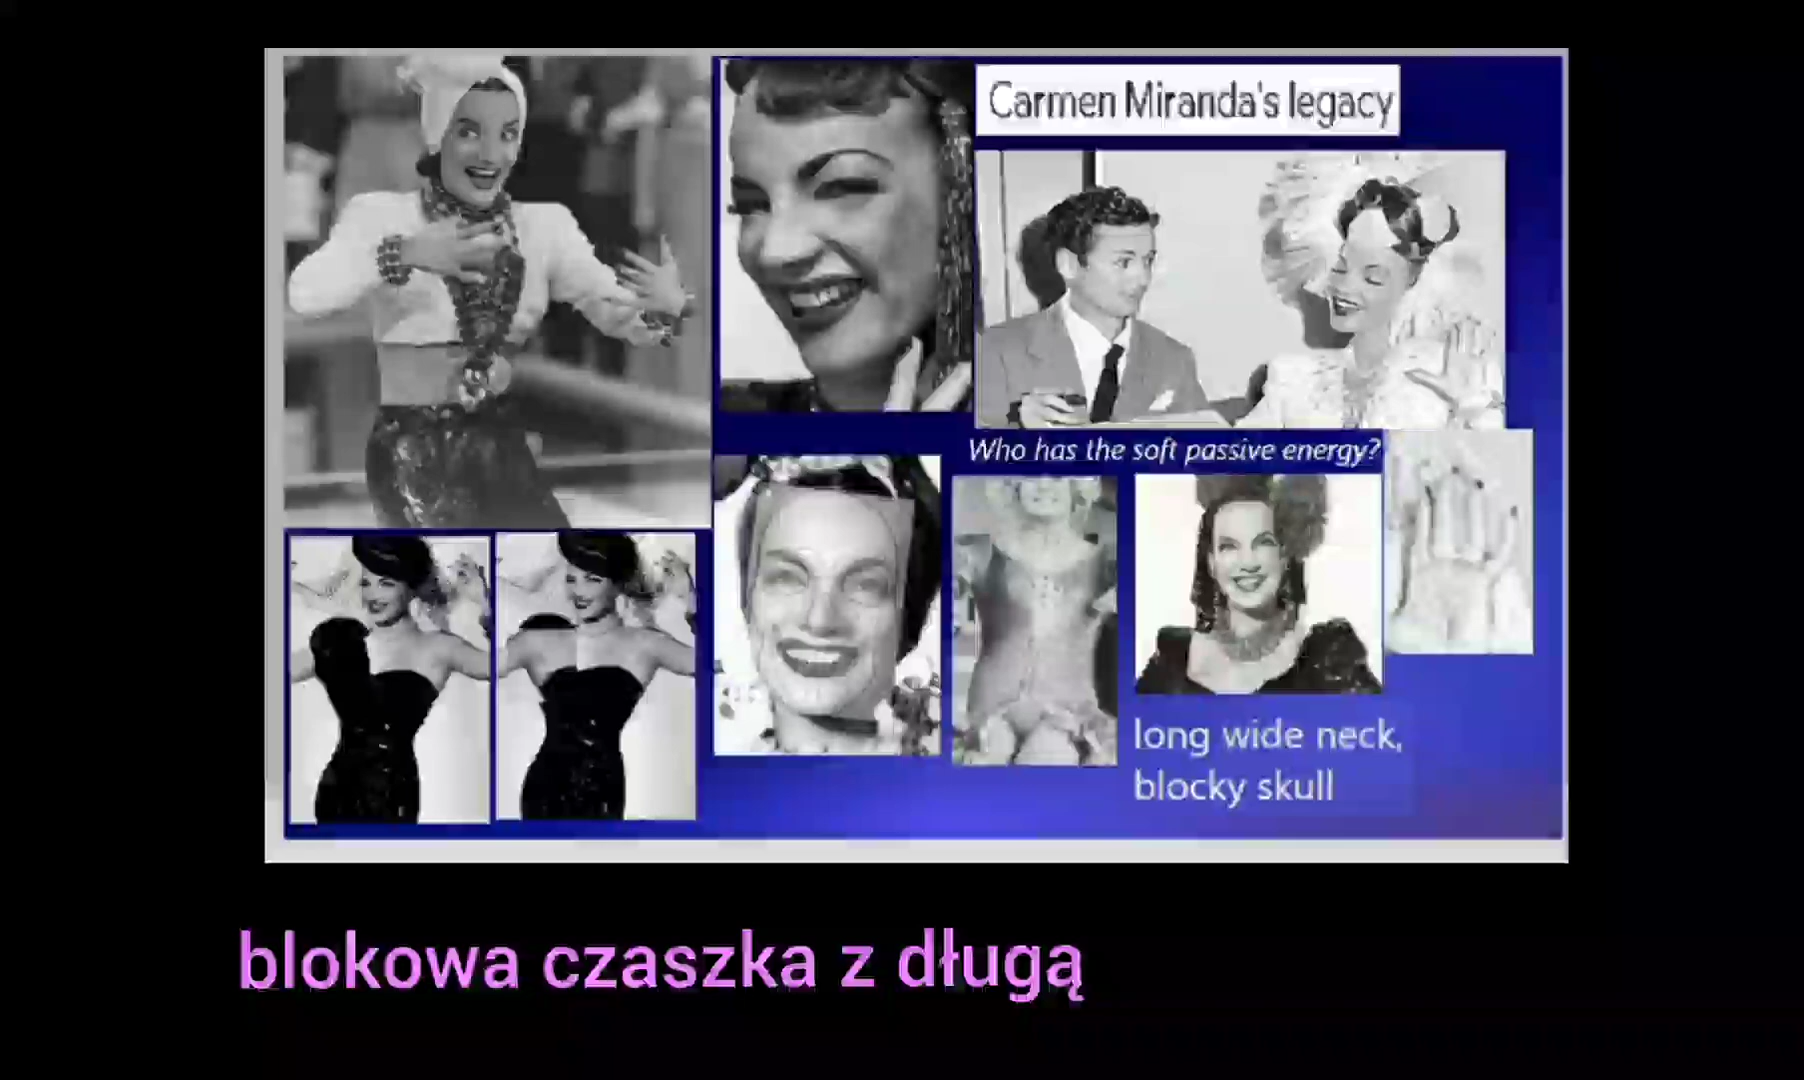 Carmen Miranda's legacy
Who has the soft passive energy?
long wide neck,
blocky skull
blokowa czaszka z długą